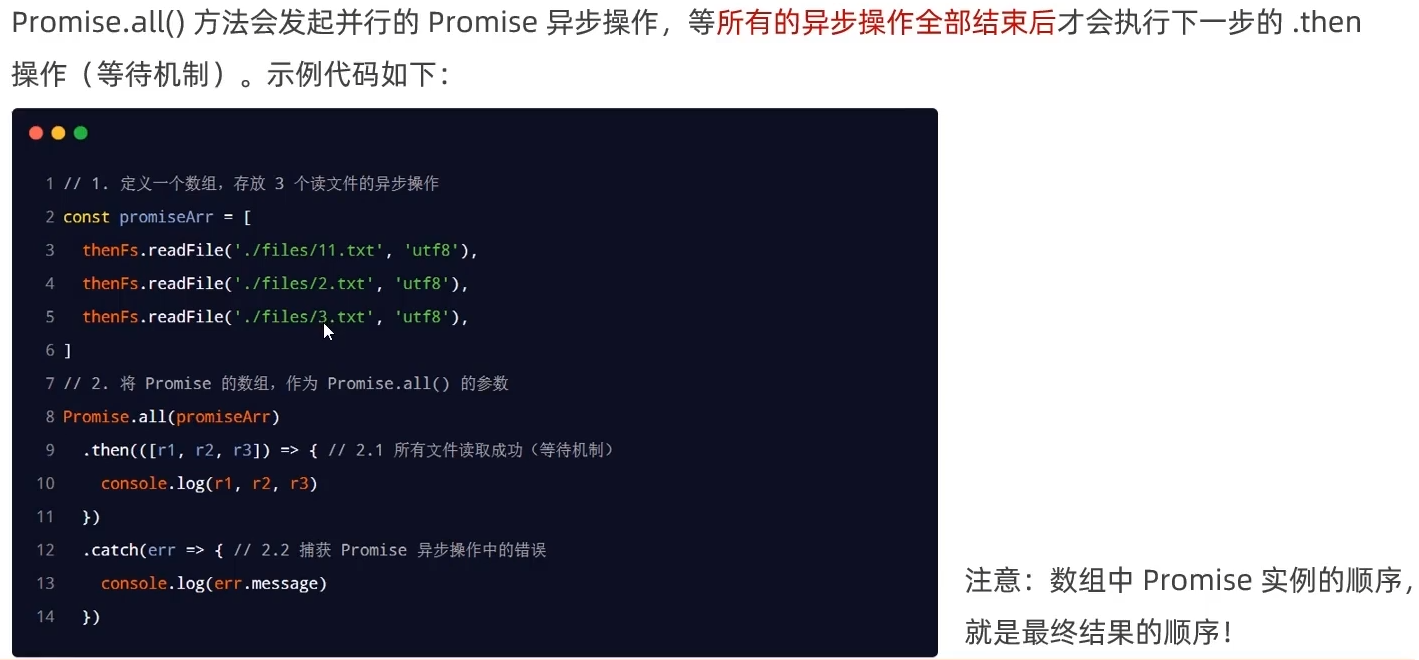 Promise.all() 方法会发起并行的 Promise 异步操作，等所有的异步操作全部结束后才会执行下一步的 .then
操作（等待机制）。示例代码如下：
1 // 1. 定义一个数组，存放 3 个读文件的异步操作
2 const promiseArr = [
3   thenFs.readFile('./files/11.txt', 'utf8'),
4   thenFs.readFile('./files/2.txt', 'utf8'),
5   thenFs.readFile('./files/3.txt', 'utf8'),
6 ]
7 // 2. 将 Promise 的数组，作为 Promise.all() 的参数
8 Promise.all(promiseArr)
9   .then(([r1, r2, r3]) => { // 2.1 所有文件读取成功（等待机制）
10     console.log(r1, r2, r3)
11   })
12   .catch(err => { // 2.2 捕获 Promise 异步操作中的错误
13     console.log(err.message)
14   })
注意：数组中 Promise 实例的顺序，
就是最终结果的顺序！